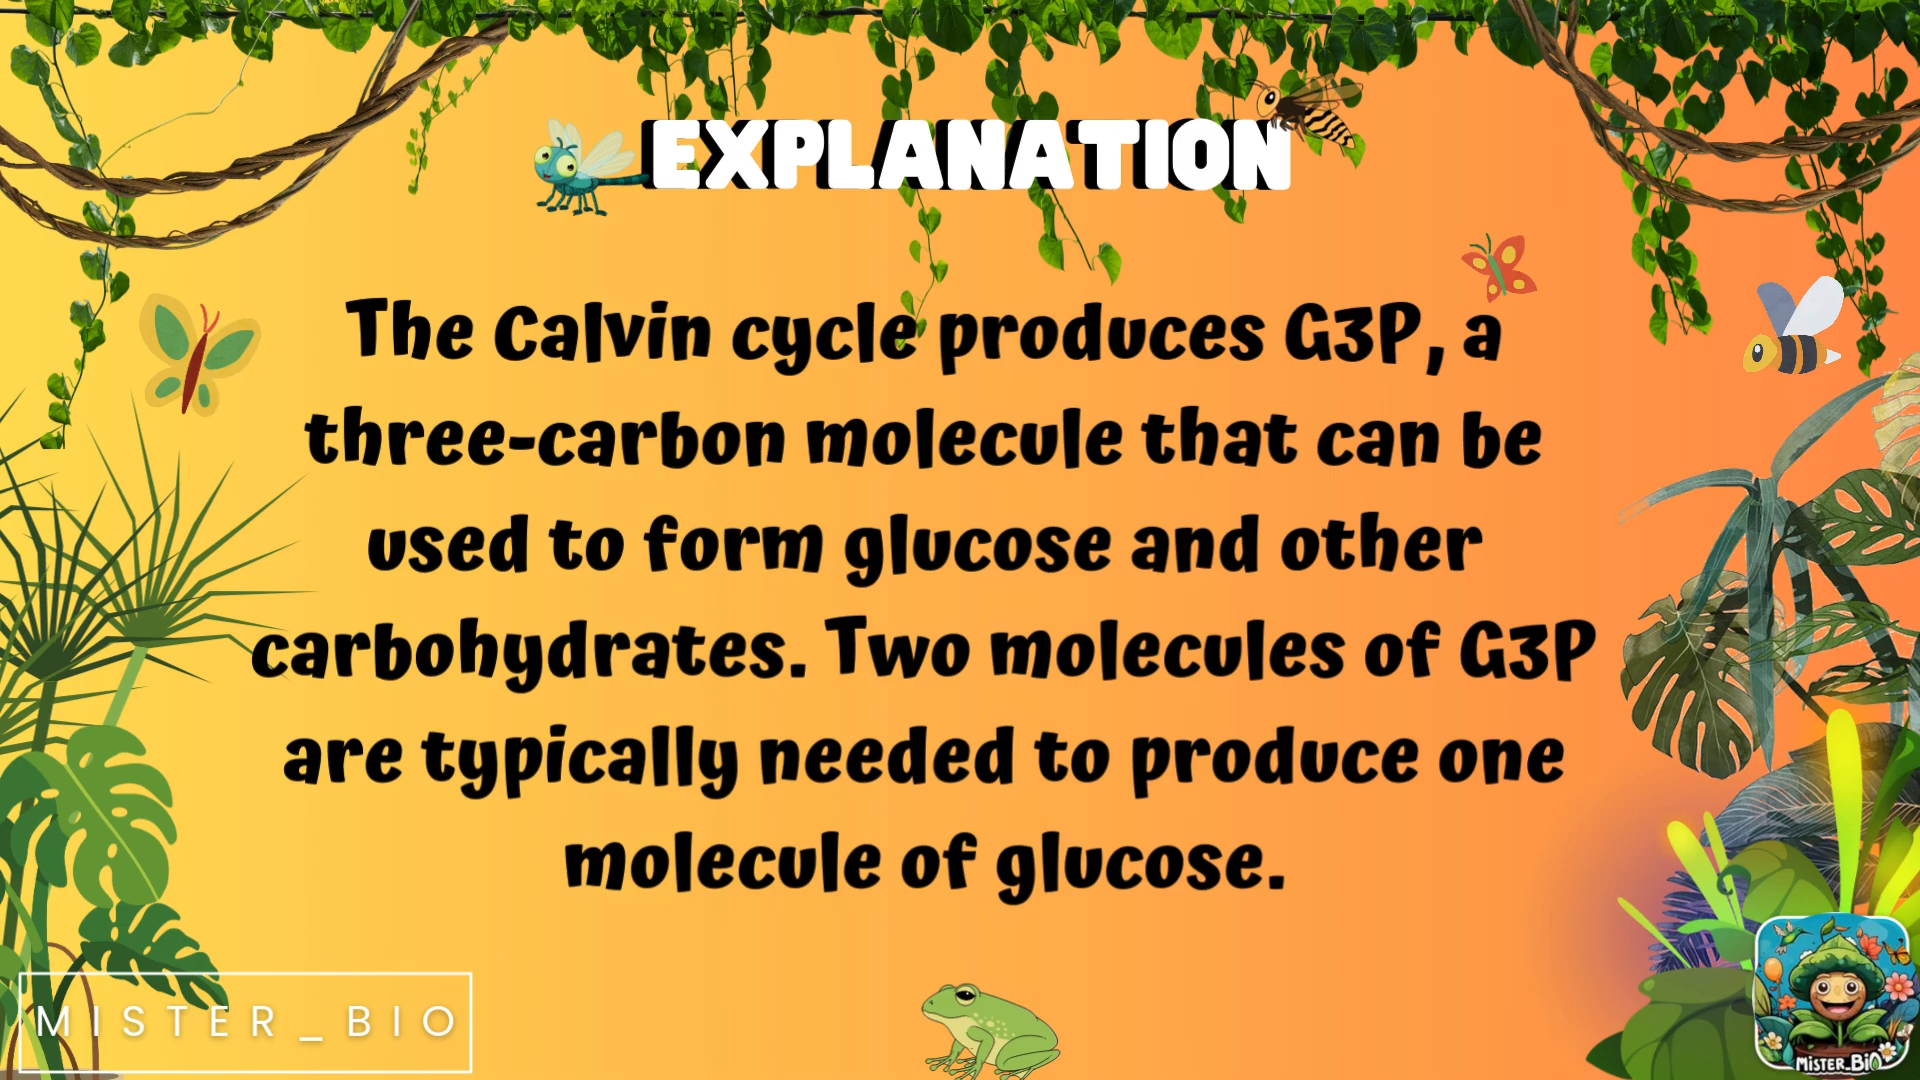 EXPLANATION
The Calvin cycle produces G3P, a
three-carbon molecule that can be
used to form glucose and other
carbohydrates. Two molecules of G3P
are typically needed to produce one
molecule of glucose.
MISTER_BIO
MiSTER_BiO